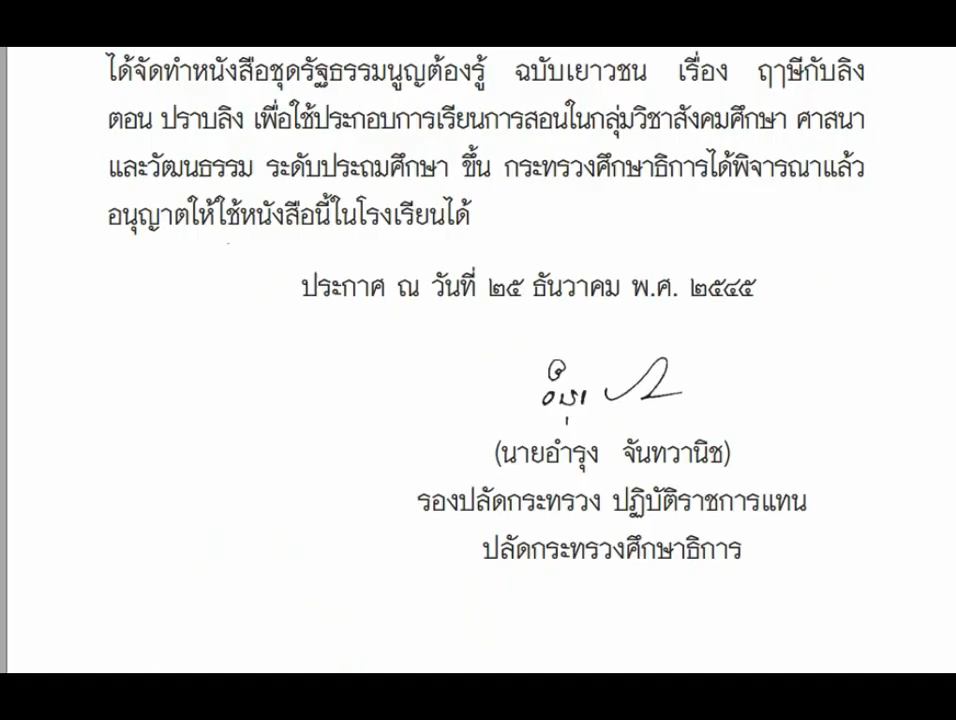 ได้จัดทำหนังสือชุดรัฐธรรมนูญต้องรู้ ฉบับเยาวชน เรื่อง ฤๅษีกับลิง
ตอน ปราบลิง เพื่อใช้ประกอบการเรียนการสอนในกลุ่มวิชาสังคมศึกษา ศาสนา
และวัฒนธรรม ระดับประถมศึกษา ขึ้น กระทรวงศึกษาธิการได้พิจารณาแล้ว
อนุญาตให้ใช้หนังสือนี้ในโรงเรียนได้
ประกาศ ณ วันที่ ๒๕ ธันวาคม พ.ศ. ๒๕๔๕
(นายอำรุง จันทวานิช)
รองปลัดกระทรวง ปฏิบัติราชการแทน
ปลัดกระทรวงศึกษาธิการ